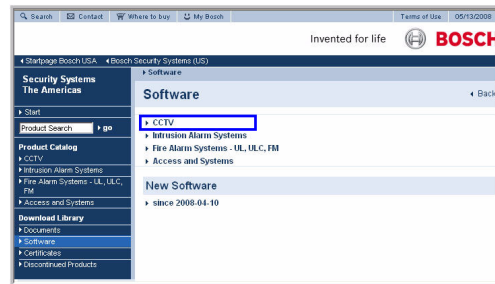 Search Contact Where to buy My Bosch Terms of Use 05/13/2008
Invented for life BOSCH
Startpage Bosch USA Bosch Security Systems (US)
Security Systems
The Americas
Start
Product Search go
Product Catalog
CCTV
Intrusion Alarm Systems
Fire Alarm Systems - UL, ULC,
FM
Access and Systems
Download Library
Documents
Software
Certificates
Discontinued Products
Software
Software Back
CCTV
Intrusion Alarm Systems
Fire Alarm Systems - UL, ULC, FM
Access and Systems
New Software
since 2008-04-10